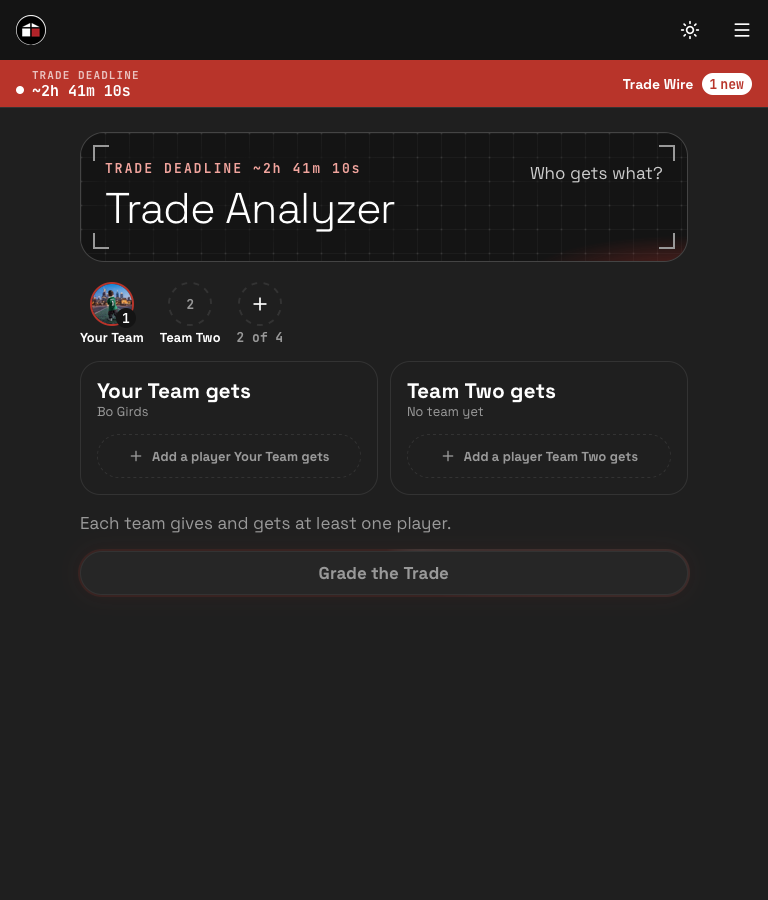 TRADE DEADLINE
~2h 41m 10s
Trade Wire
1 new
TRADE DEADLINE ~2h 41m 10s
Who gets what?
Trade Analyzer
1
2
Your Team
Team Two
2 of 4
Your Team gets
Bo Girds
Add a player Your Team gets
Team Two gets
No team yet
Add a player Team Two gets
Each team gives and gets at least one player.
Grade the Trade